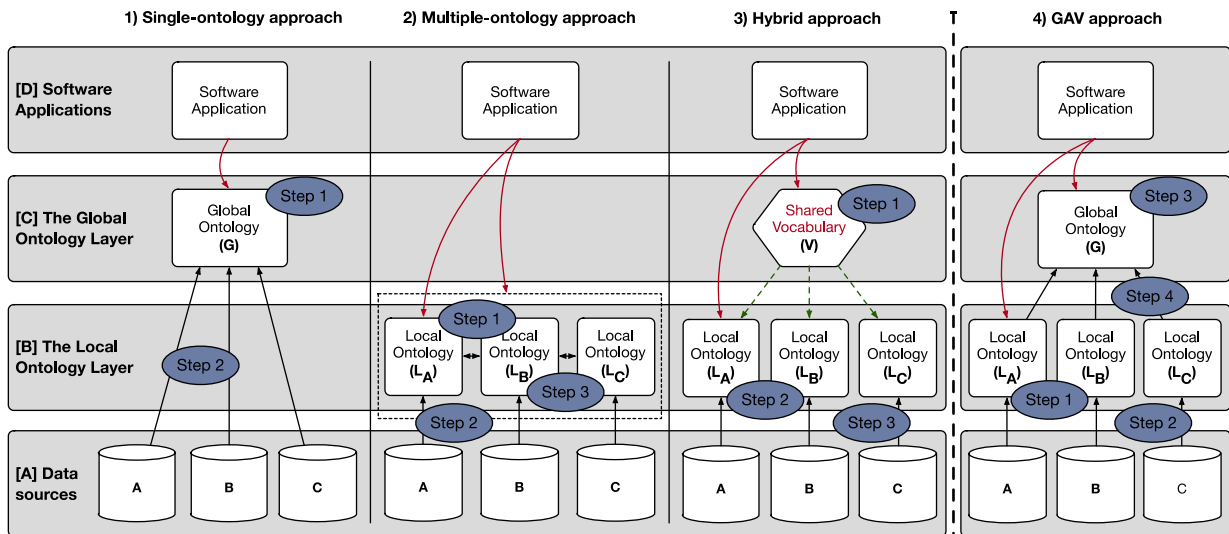 1) Single-ontology approach
2) Multiple-ontology approach
3) Hybrid approach
4) GAV approach
[D] Software
Applications
Software
Application
Software
Application
Software
Application
Software
Application
[C] The Global
Ontology Layer
Global
Ontology
(G)
Step 1
Shared
Vocabulary
(V)
Step 1
Global
Ontology
(G)
Step 3
Step 4
[B] The Local
Ontology Layer
Step 2
Step 1
Local
Ontology
(LA)
Local
Ontology
(LB)
Local
Ontology
(LC)
Step 3
Step 2
Local
Ontology
(LA)
Local
Ontology
(LB)
Local
Ontology
(LC)
Step 2
Step 3
Local
Ontology
(LA)
Local
Ontology
(LB)
Local
Ontology
(LC)
Step 1
Step 2
[A] Data
sources
A
B
C
A
B
C
A
B
C
A
B
C